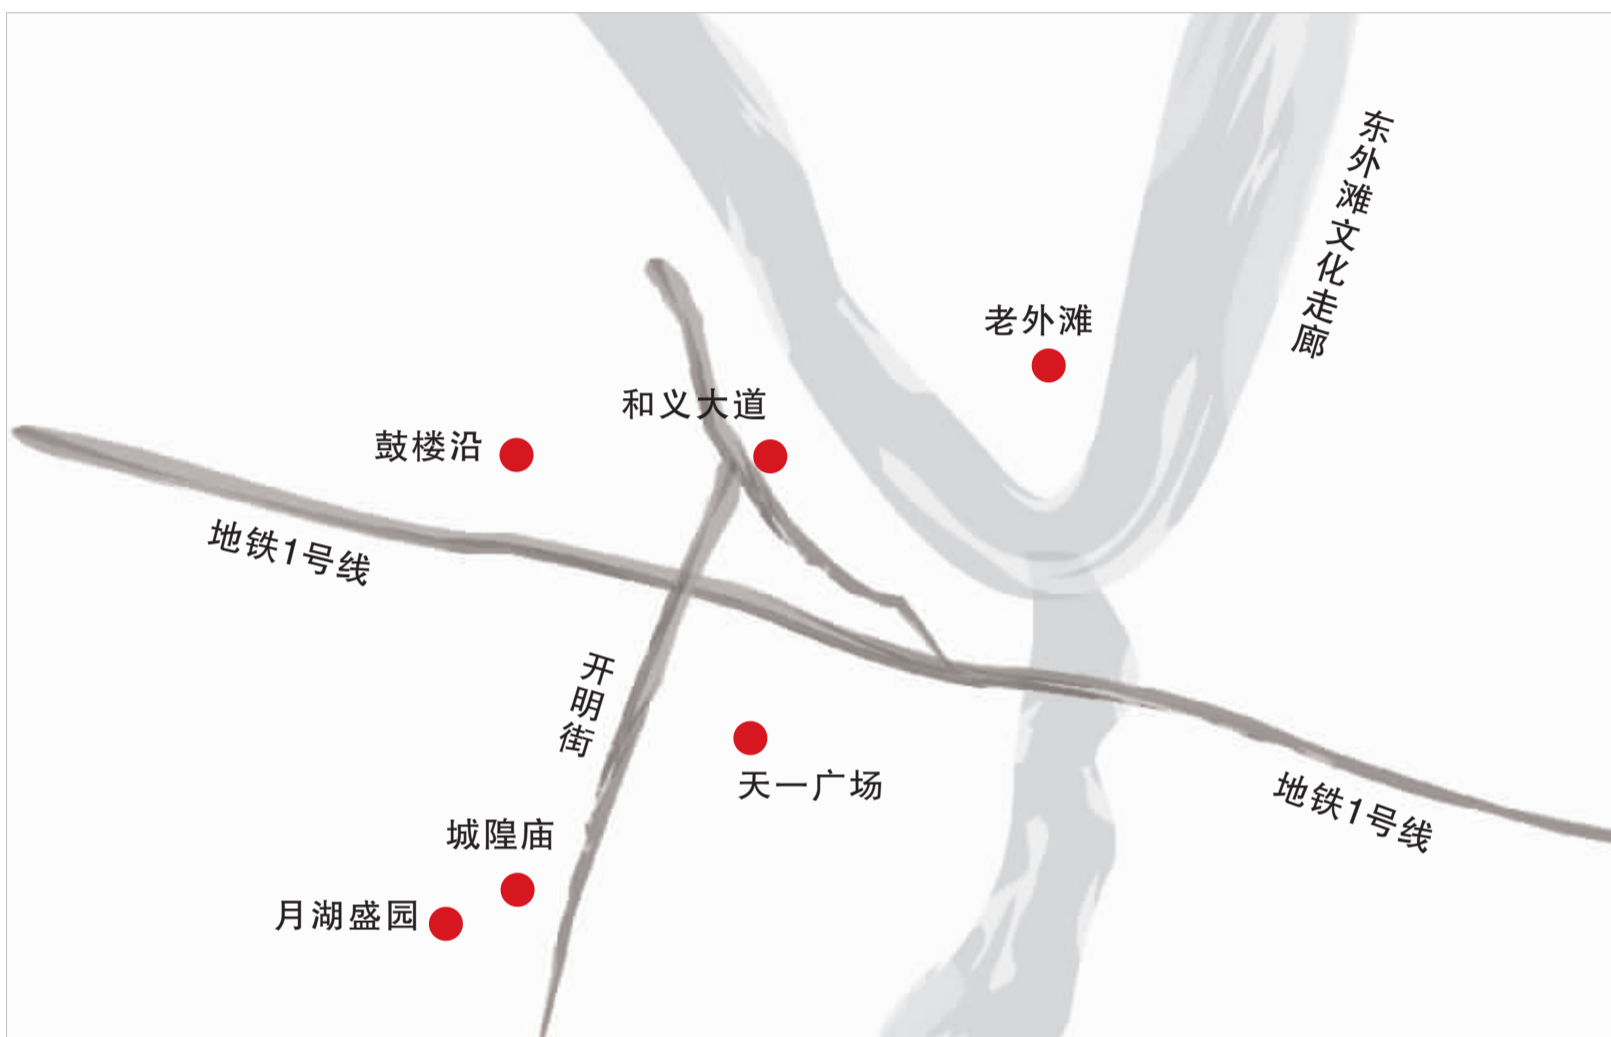 东外滩文化走廊
老外滩
和义大道
鼓楼沿
地铁1号线
开明街
天一广场
地铁1号线
城隍庙
月湖盛园